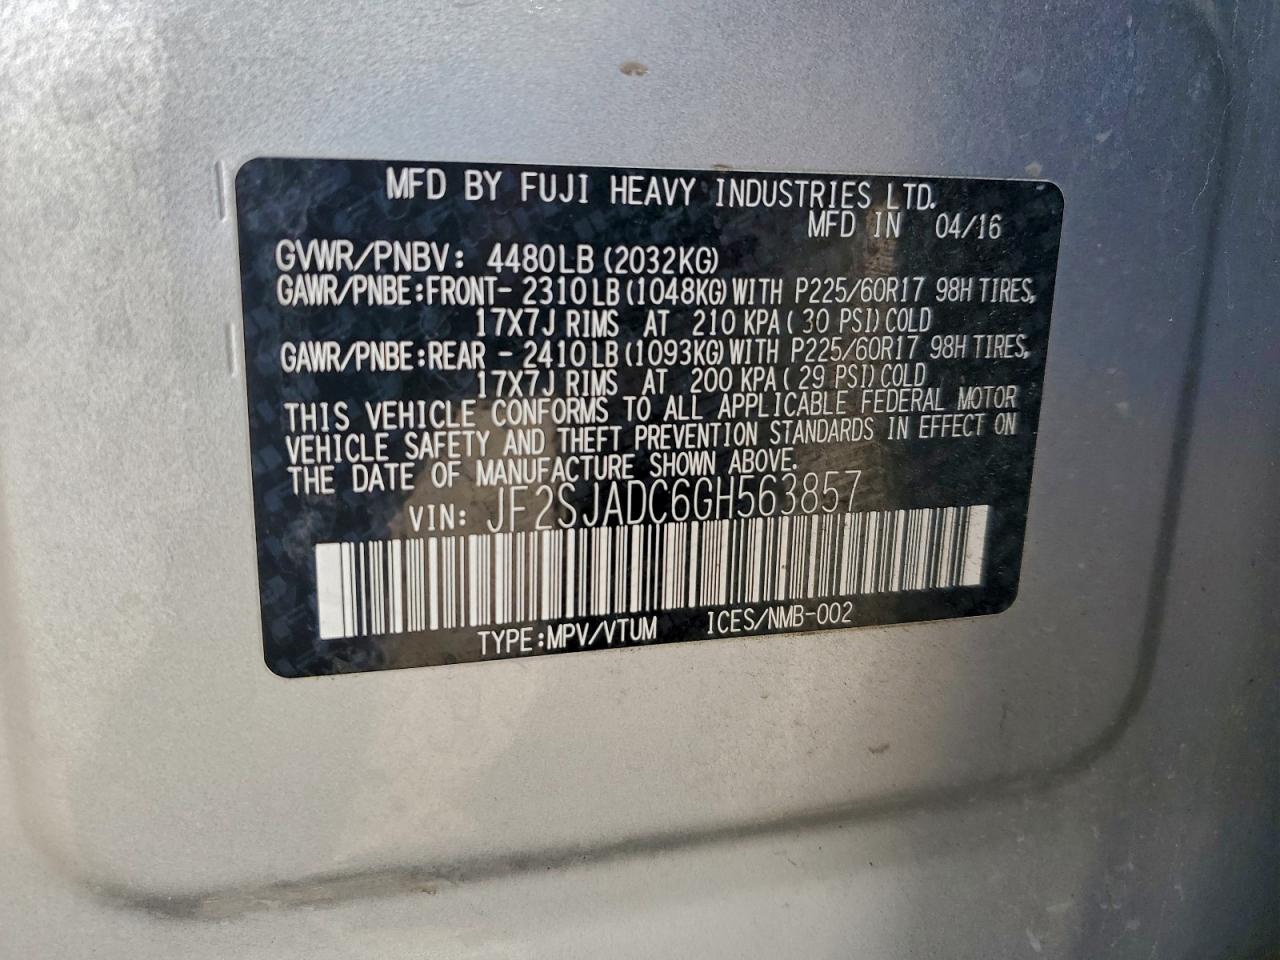 MFD BY FUJI HEAVY INDUSTRIES LTD.
MFD IN 04/16
GVWR/PNBV: 4480LB (2032KG)
GAWR/PNBE:FRONT- 2310LB (1048KG) WITH P225/60R17 98H TIRES,
17X7J RIMS AT 210 KPA ( 30 PSI) COLD
GAWR/PNBE:REAR - 2410LB (1093KG) WITH P225/60R17 98H TIRES,
17X7J RIMS AT 200 KPA ( 29 PSI) COLD
THIS VEHICLE CONFORMS TO ALL APPLICABLE FEDERAL MOTOR
VEHICLE SAFETY AND THEFT PREVENTION STANDARDS IN EFFECT ON
THE DATE OF MANUFACTURE SHOWN ABOVE.
VIN: JF2SJADC6GH563857
TYPE:MPV/VTUM ICES/NMB-002